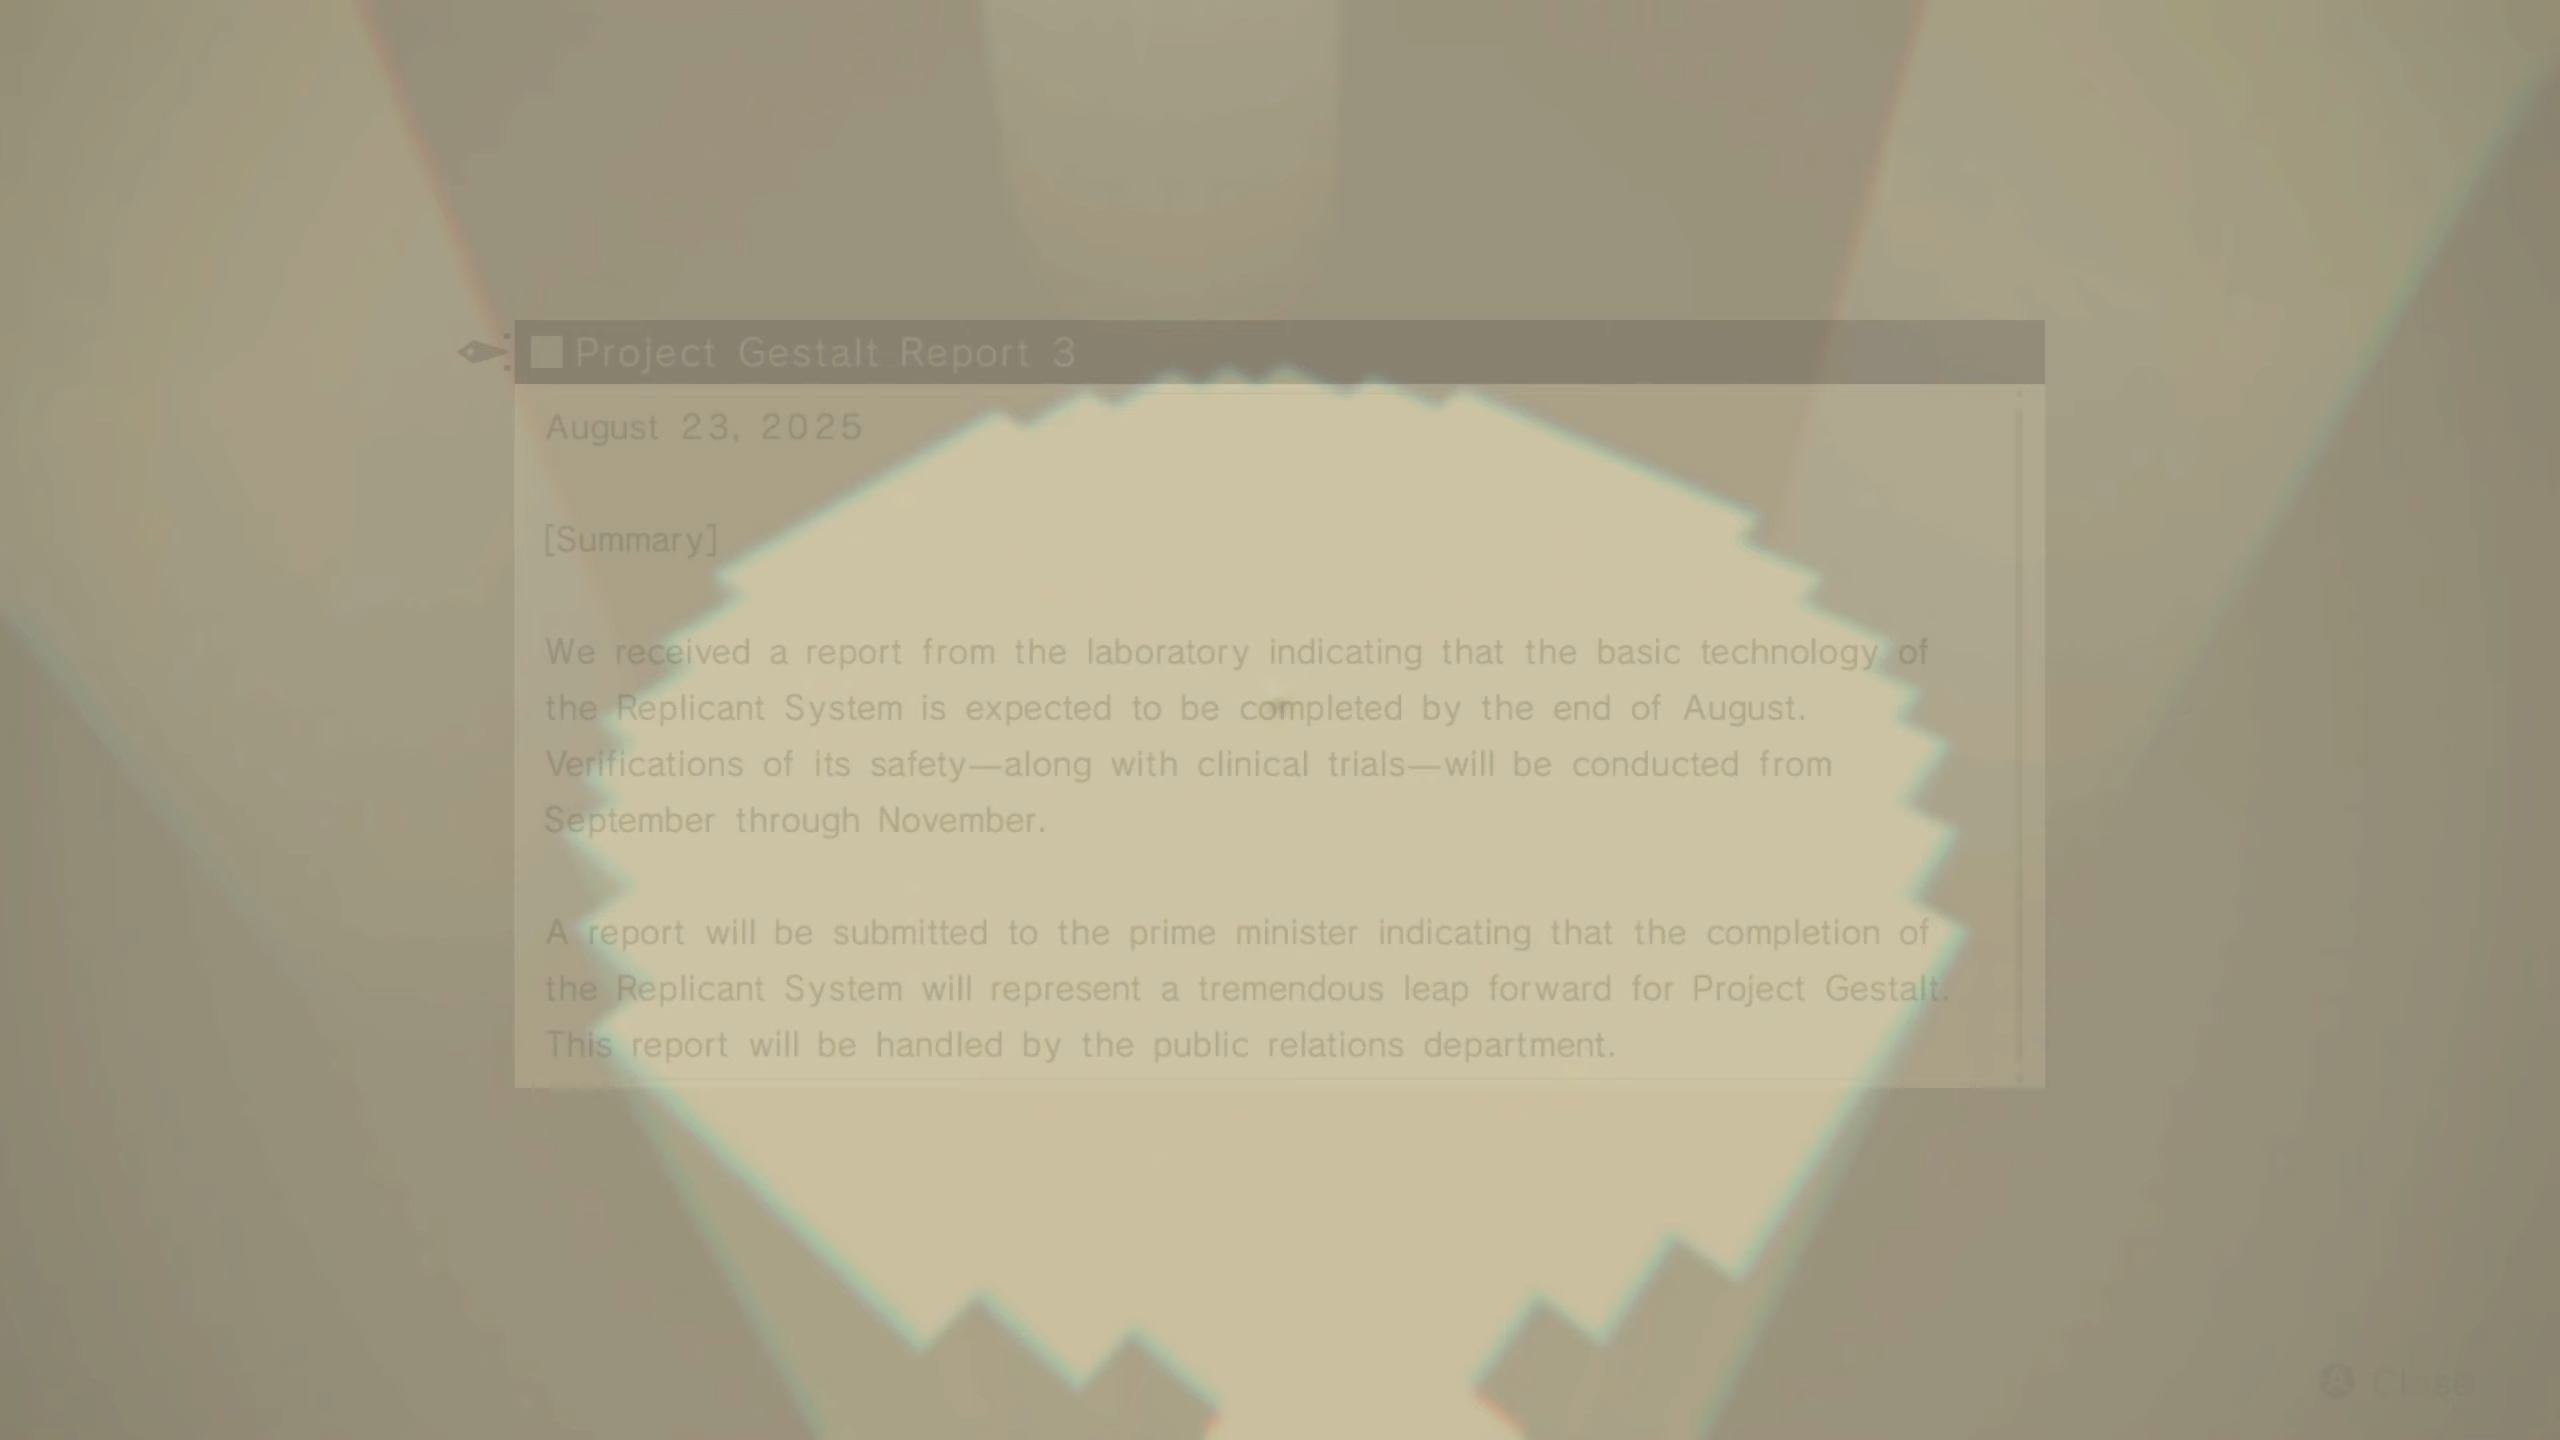 Project Gestalt Report 3
August 23, 2025
[Summary]
We received a report from the laboratory indicating that the basic technology of
the Replicant System is expected to be completed by the end of August.
Verifications of its safety—along with clinical trials—will be conducted from
September through November.
A report will be submitted to the prime minister indicating that the completion of
the Replicant System will represent a tremendous leap forward for Project Gestalt.
This report will be handled by the public relations department.
A Close